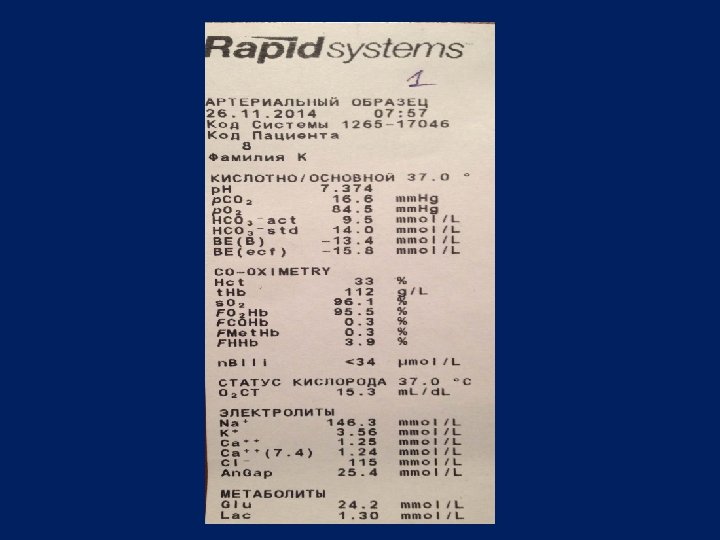 Rapidsystems
1
АРТЕРИАЛЬНЫЙ ОБРАЗЕЦ
26.11.2014 07:57
Код Системы 1265-17046
Код Пациента
8
Фамилия К
КИСЛОТНО/ОСНОВНОЙ 37.0 °
pH 7.374
pCO₂ 16.6 mmHg
pO₂ 84.5 mmHg
HCO₃⁻act 9.5 mmol/L
HCO₃⁻std 14.0 mmol/L
BE(B) -13.4 mmol/L
BE(ecf) -15.8 mmol/L
CO-OXIMETRY
Hct 33 %
tHb 112 g/L
sO₂ 96.1 %
FO₂Hb 95.5 %
FCOHb 0.3 %
FMetHb 0.3 %
FHHb 3.9 %
nBili <34 µmol/L
СТАТУС КИСЛОРОДА 37.0 °C
O₂CT 15.3 mL/dL
ЭЛЕКТРОЛИТЫ
Na⁺ 146.3 mmol/L
K⁺ 3.56 mmol/L
Ca⁺⁺ 1.25 mmol/L
Ca⁺⁺(7.4) 1.24 mmol/L
Cl⁻ 115 mmol/L
AnGap 25.4 mmol/L
МЕТАБОЛИТЫ
Glu 24.2 mmol/L
Lac 1.30 mmol/L